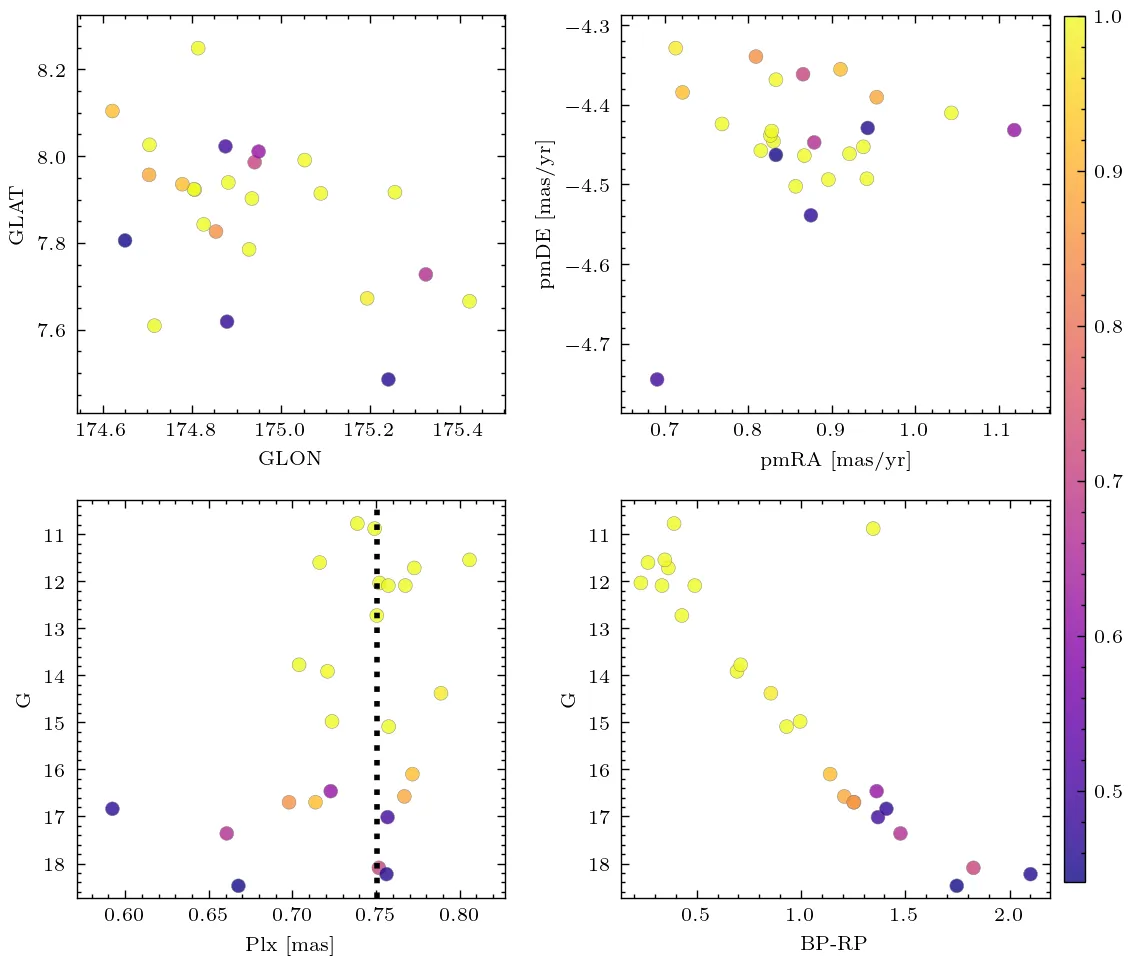 8.2
8.0
7.8
7.6
GLAT
174.6 174.8 175.0 175.2 175.4
GLON
−4.3
−4.4
−4.5
−4.6
−4.7
pmDE [mas/yr]
0.7 0.8 0.9 1.0 1.1
pmRA [mas/yr]
1.0
0.9
0.8
0.7
0.6
0.5
11
12
13
14
15
16
17
18
G
0.60 0.65 0.70 0.75 0.80
Plx [mas]
11
12
13
14
15
16
17
18
G
0.5 1.0 1.5 2.0
BP-RP